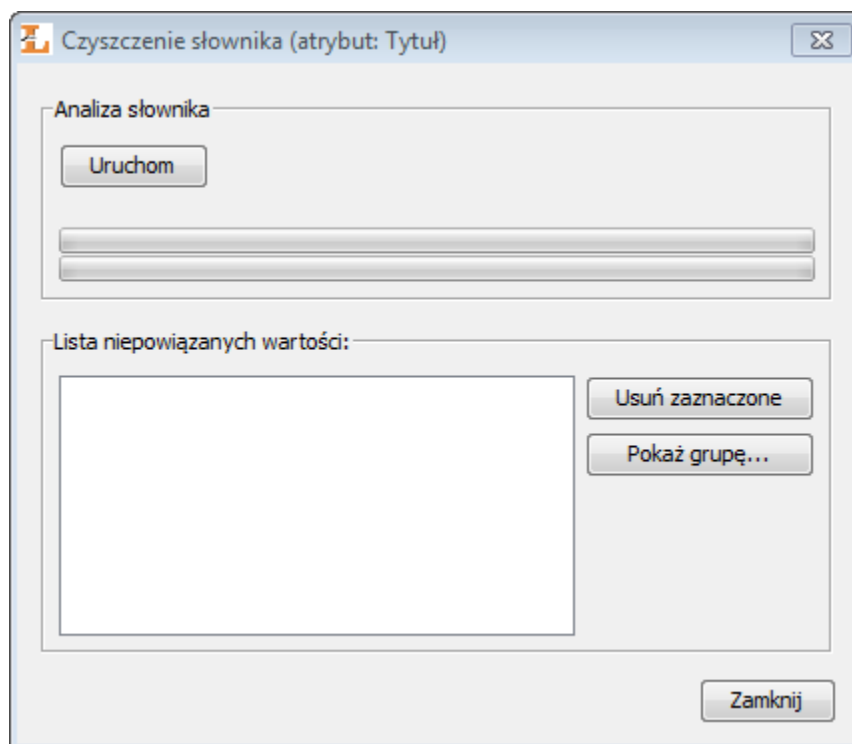 Czyszczenie słownika (atrybut: Tytuł)
Analiza słownika
Uruchom
Lista niepowiązanych wartości:
Usuń zaznaczone
Pokaż grupę...
Zamknij